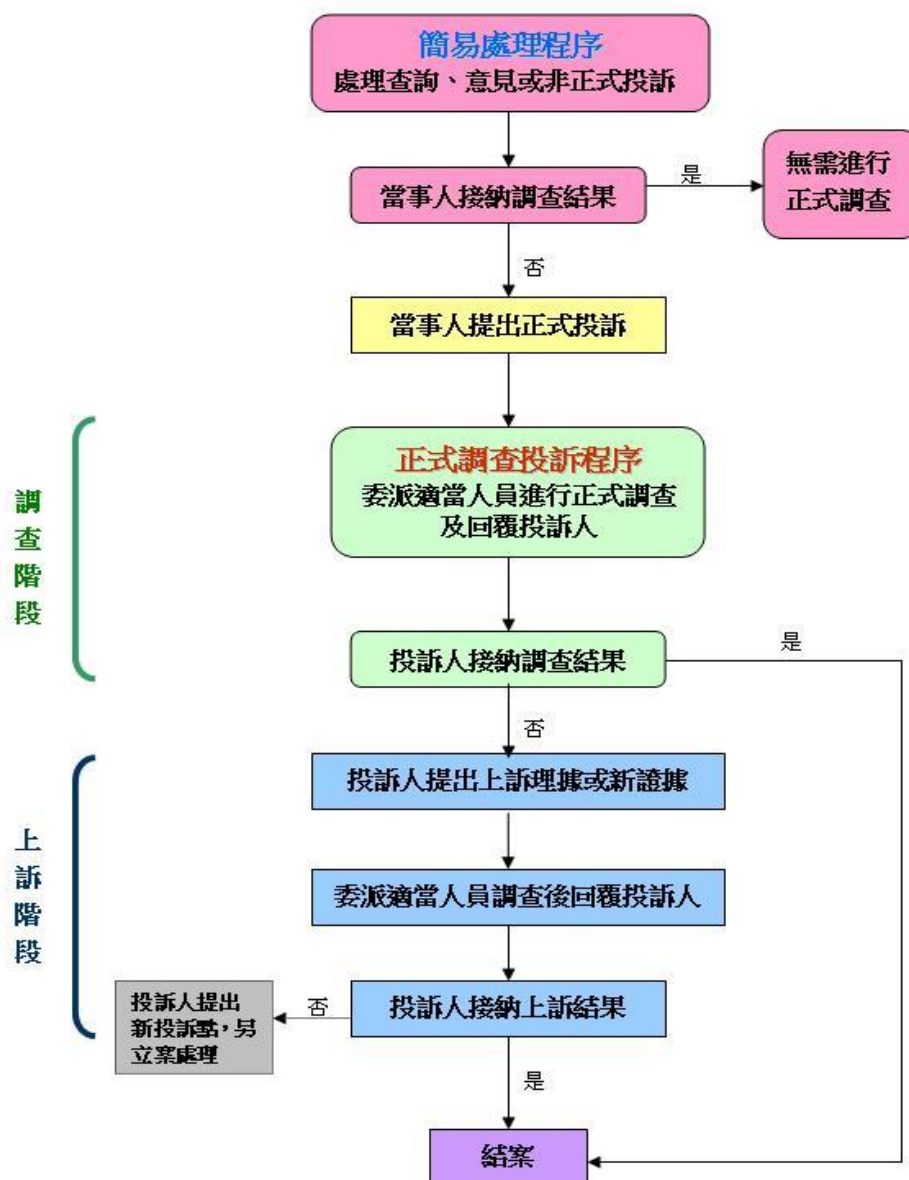 簡易處理程序
處理查詢、意見或非正式投訴
當事人接納調查結果
是
無需進行
正式調查
否
當事人提出正式投訴
調查階段
正式調查投訴程序
委派適當人員進行正式調查
及回覆投訴人
投訴人接納調查結果
是
否
上訴階段
投訴人提出上訴理據或新證據
委派適當人員調查後回覆投訴人
投訴人接納上訴結果
否
投訴人提出
新投訴點,另
立案處理
是
結案